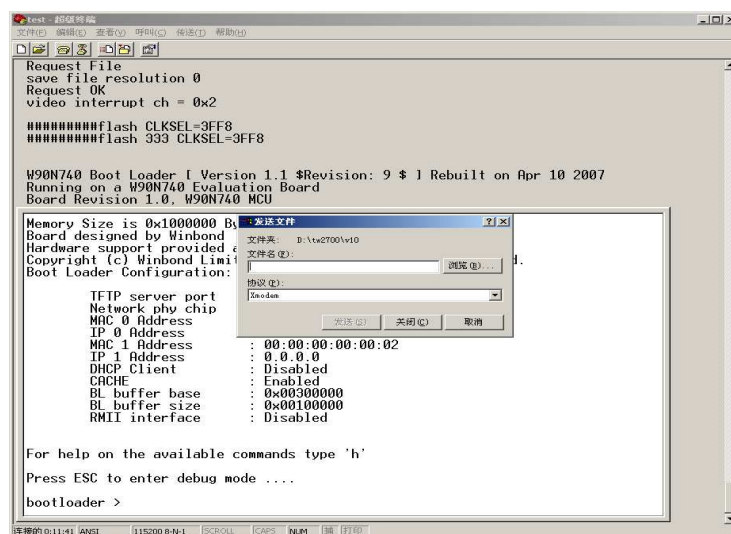 test - 超级终端
文件(F) 编辑(E) 查看(V) 呼叫(C) 传送(T) 帮助(H)
Request File
save file resolution 0
Request OK
video interrupt ch = 0x2
#########flash CLKSEL=3FF8
#########flash 333 CLKSEL=3FF8
W90N740 Boot Loader [ Version 1.1 $Revision: 9 $ ] Rebuilt on Apr 10 2007
Running on a W90N740 Evaluation Board
Board Revision 1.0, W90N740 MCU
Memory Size is 0x1000000 By
Board designed by Winbond
Hardware support provided a
Copyright (c) Winbond Limit d.
Boot Loader Configuration:
发送文件
文件夹: D:\tw2700\v10
文件名(F):
浏览(B)...
协议(P):
Xmodem
发送(S) 关闭(C) 取消
TFTP server port
Network phy chip
MAC 0 Address
IP 0 Address
MAC 1 Address : 00:00:00:00:00:02
IP 1 Address : 0.0.0.0
DHCP Client : Disabled
CACHE : Enabled
BL buffer base : 0x00300000
BL buffer size : 0x00100000
RMII interface : Disabled
For help on the available commands type 'h'
Press ESC to enter debug mode ....
bootloader >
连接的 0:11:41 ANSI 115200 8-N-1 SCROLL CAPS NUM 捕 打印